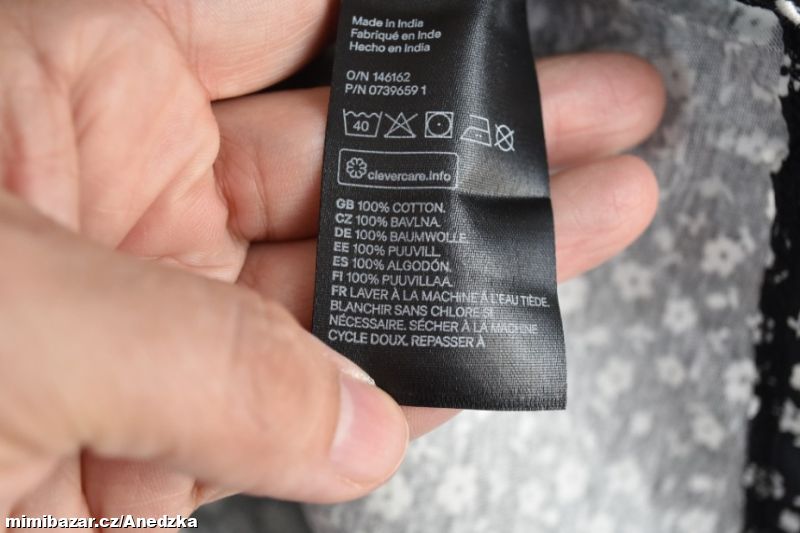 Made in India
Fabriqué en Inde
Hecho en India
O/N 146162
P/N 0739659 1
40
clevercare.info
GB 100% COTTON.
CZ 100% BAVLNA.
DE 100% BAUMWOLLE.
EE 100% PUUVILL.
ES 100% ALGODÓN.
FI 100% PUUVILLAA.
FR LAVER À LA MACHINE À L'EAU TIÈDE.
BLANCHIR SANS CHLORE SI
NÉCESSAIRE. SÉCHER À LA MACHINE
CYCLE DOUX. REPASSER À
mimibazar.cz/Anedzka